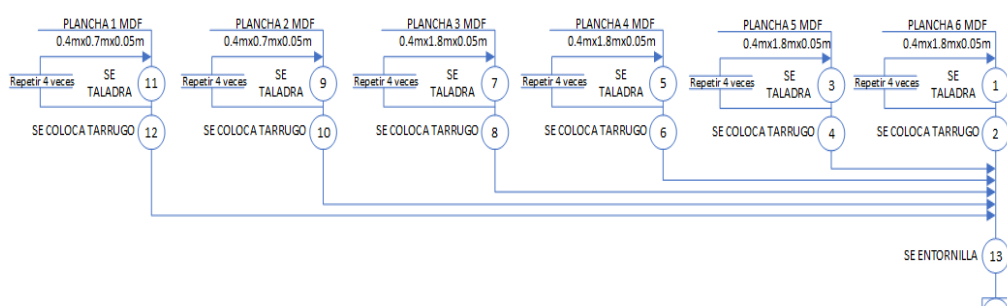 PLANCHA 1 MDF
0.4mx0.7mx0.05m
Repetir 4 veces
SE
TALADRA
11
SE COLOCA TARRUGO
12
PLANCHA 2 MDF
0.4mx0.7mx0.05m
Repetir 4 veces
SE
TALADRA
9
SE COLOCA TARRUGO
10
PLANCHA 3 MDF
0.4mx1.8mx0.05m
Repetir 4 veces
SE
TALADRA
7
SE COLOCA TARRUGO
8
PLANCHA 4 MDF
0.4mx1.8mx0.05m
Repetir 4 veces
SE
TALADRA
5
SE COLOCA TARRUGO
6
PLANCHA 5 MDF
0.4mx1.8mx0.05m
Repetir 4 veces
SE
TALADRA
3
SE COLOCA TARRUGO
4
PLANCHA 6 MDF
0.4mx1.8mx0.05m
Repetir 4 veces
SE
TALADRA
1
SE COLOCA TARRUGO
2
SE ENTORNILLA
13